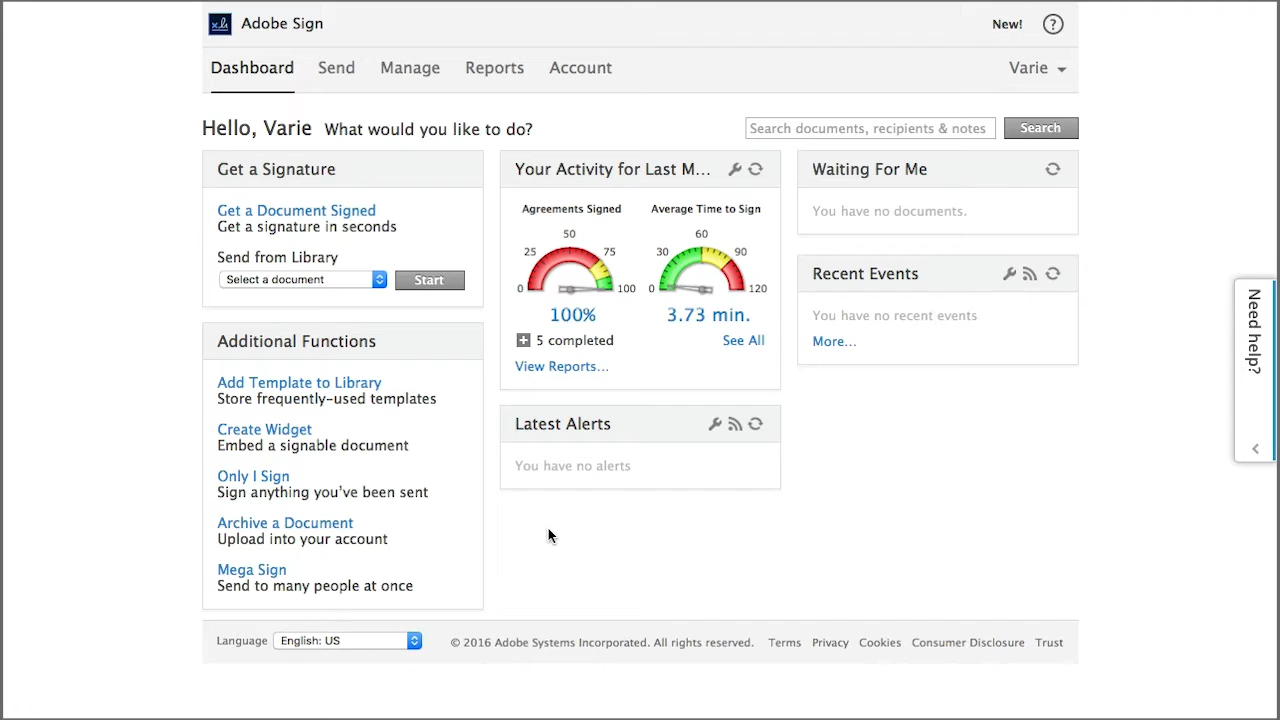 Adobe Sign
New!
?
Dashboard
Send
Manage
Reports
Account
Varie
Hello, Varie What would you like to do?
Search documents, recipients & notes
Search
Get a Signature
Get a Document Signed
Get a signature in seconds
Send from Library
Select a document
Start
Additional Functions
Add Template to Library
Store frequently-used templates
Create Widget
Embed a signable document
Only I Sign
Sign anything you've been sent
Archive a Document
Upload into your account
Mega Sign
Send to many people at once
Your Activity for Last M...
Agreements Signed
0 25 50 75 100
100%
Average Time to Sign
0 30 60 90 120
3.73 min.
5 completed
See All
View Reports...
Latest Alerts
You have no alerts
Waiting For Me
You have no documents.
Recent Events
You have no recent events
More...
Need help?
Language
English: US
© 2016 Adobe Systems Incorporated. All rights reserved.
Terms
Privacy
Cookies
Consumer Disclosure
Trust